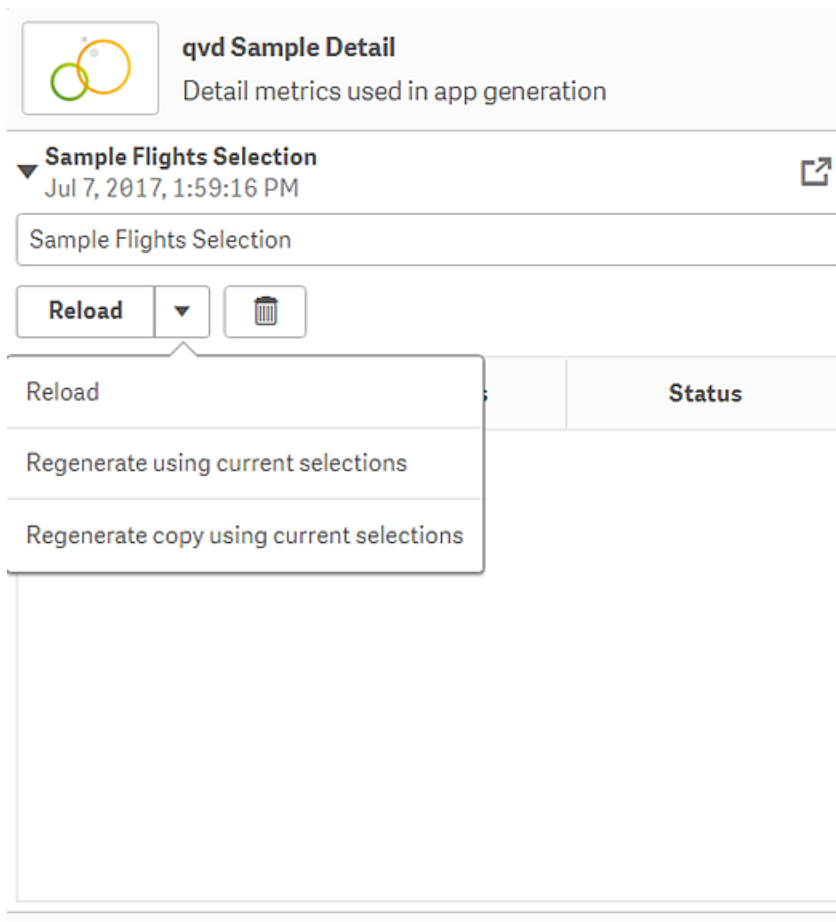 qvd Sample Detail
Detail metrics used in app generation
Sample Flights Selection
Jul 7, 2017, 1:59:16 PM
Sample Flights Selection
Reload
Reload
Status
Regenerate using current selections
Regenerate copy using current selections